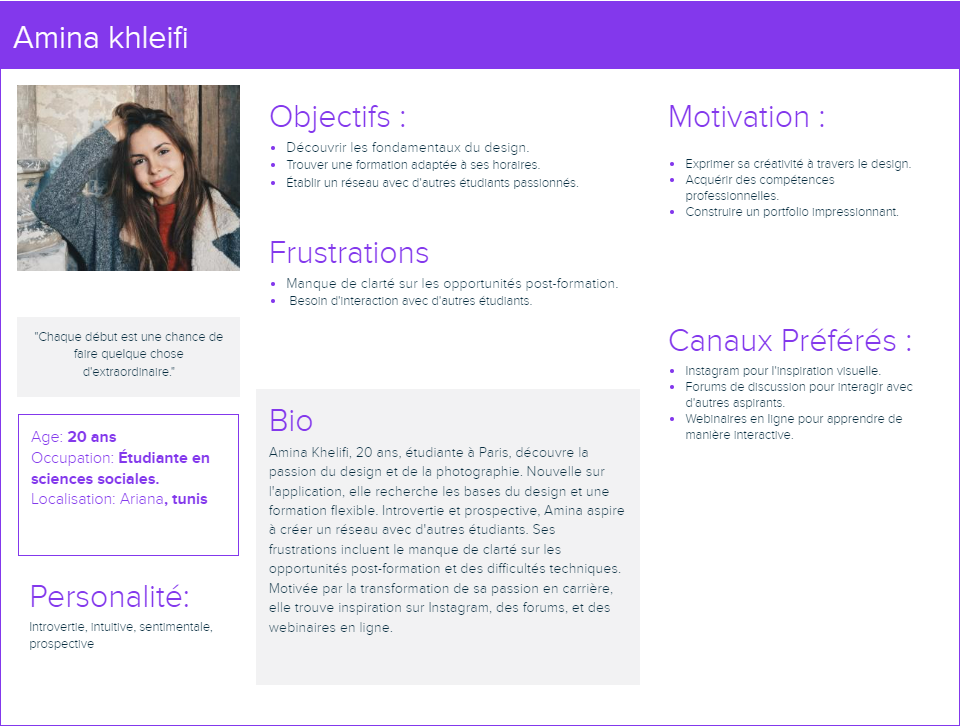 Amina khleifi
"Chaque début est une chance de
faire quelque chose
d'extraordinaire."
Age: 20 ans
Occupation: Étudiante en
sciences sociales.
Localisation: Ariana, tunis
Personalité:
Introvertie, intuitive, sentimentale,
prospective
Objectifs :
• Découvrir les fondamentaux du design.
• Trouver une formation adaptée à ses horaires.
• Établir un réseau avec d'autres étudiants passionnés.
Frustrations
• Manque de clarté sur les opportunités post-formation.
• Besoin d'interaction avec d'autres étudiants.
Bio
Amina Khelifi, 20 ans, étudiante à Paris, découvre la
passion du design et de la photographie. Nouvelle sur
l'application, elle recherche les bases du design et une
formation flexible. Introvertie et prospective, Amina aspire
à créer un réseau avec d'autres étudiants. Ses
frustrations incluent le manque de clarté sur les
opportunités post-formation et des difficultés techniques.
Motivée par la transformation de sa passion en carrière,
elle trouve inspiration sur Instagram, des forums, et des
webinaires en ligne.
Motivation :
• Exprimer sa créativité à travers le design.
• Acquérir des compétences
professionnelles.
• Construire un portfolio impressionnant.
Canaux Préférés :
• Instagram pour l'inspiration visuelle.
• Forums de discussion pour interagir avec
d'autres aspirants.
• Webinaires en ligne pour apprendre de
manière interactive.